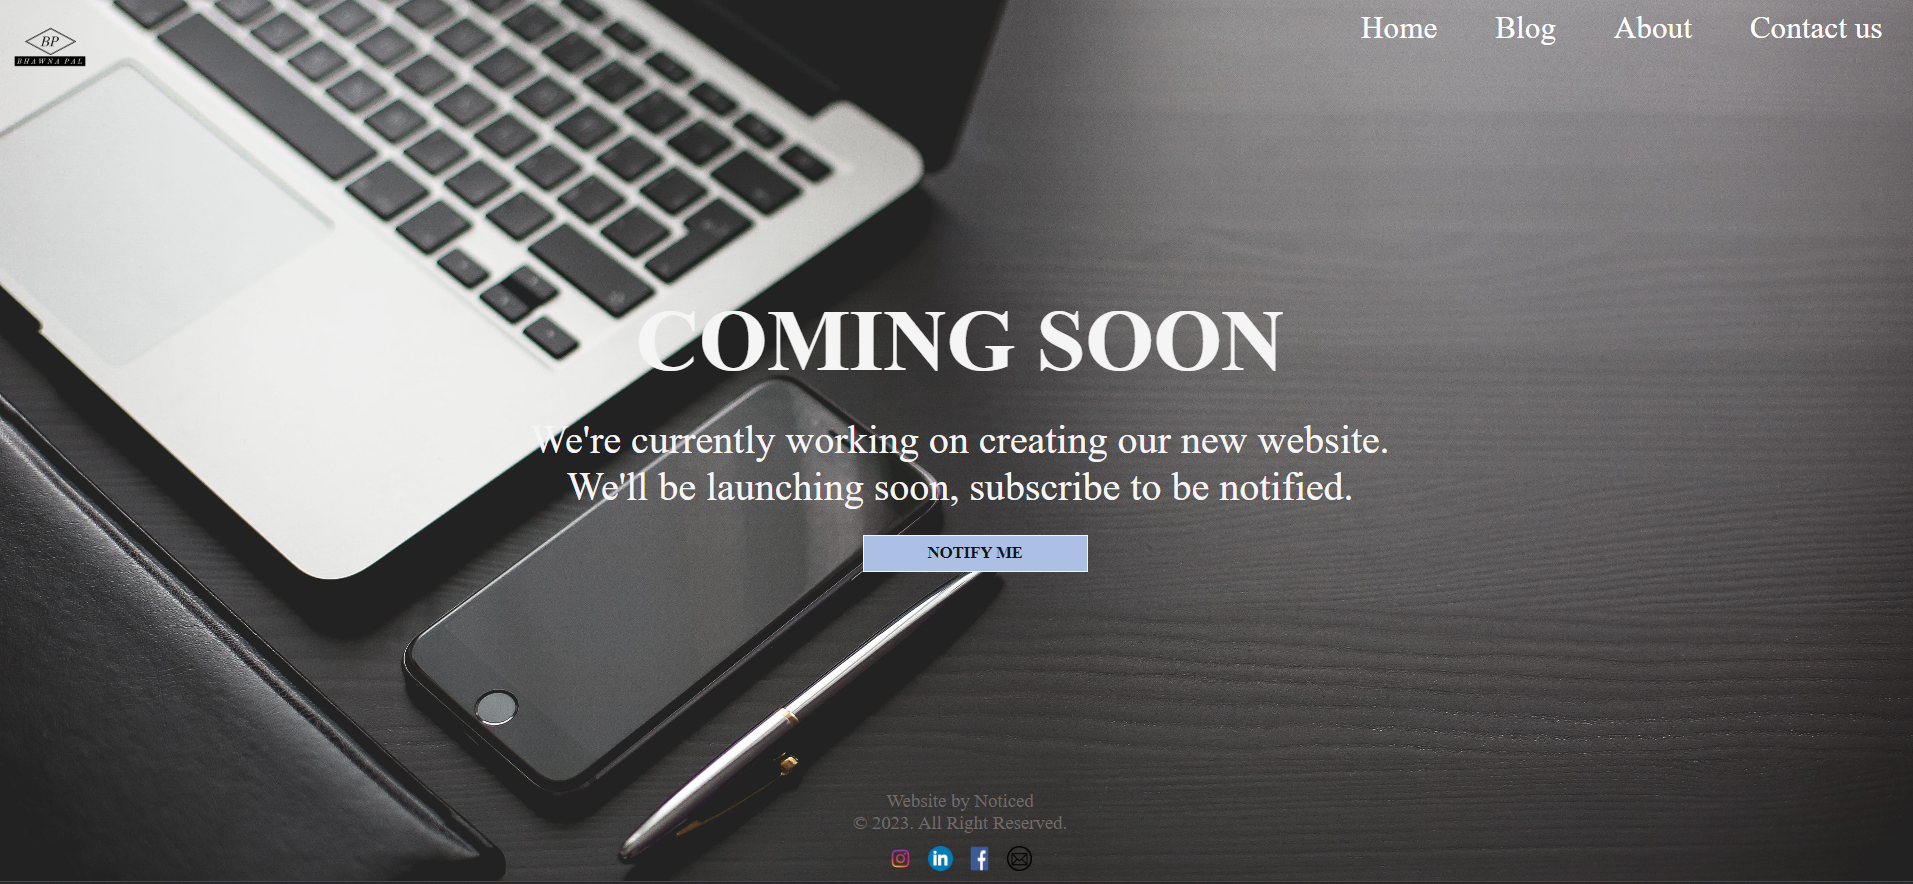 BP
BHAWNA PAL
Home Blog About Contact us
COMING SOON
We're currently working on creating our new website.
We'll be launching soon, subscribe to be notified.
NOTIFY ME
Website by Noticed
© 2023. All Right Reserved.
in
f